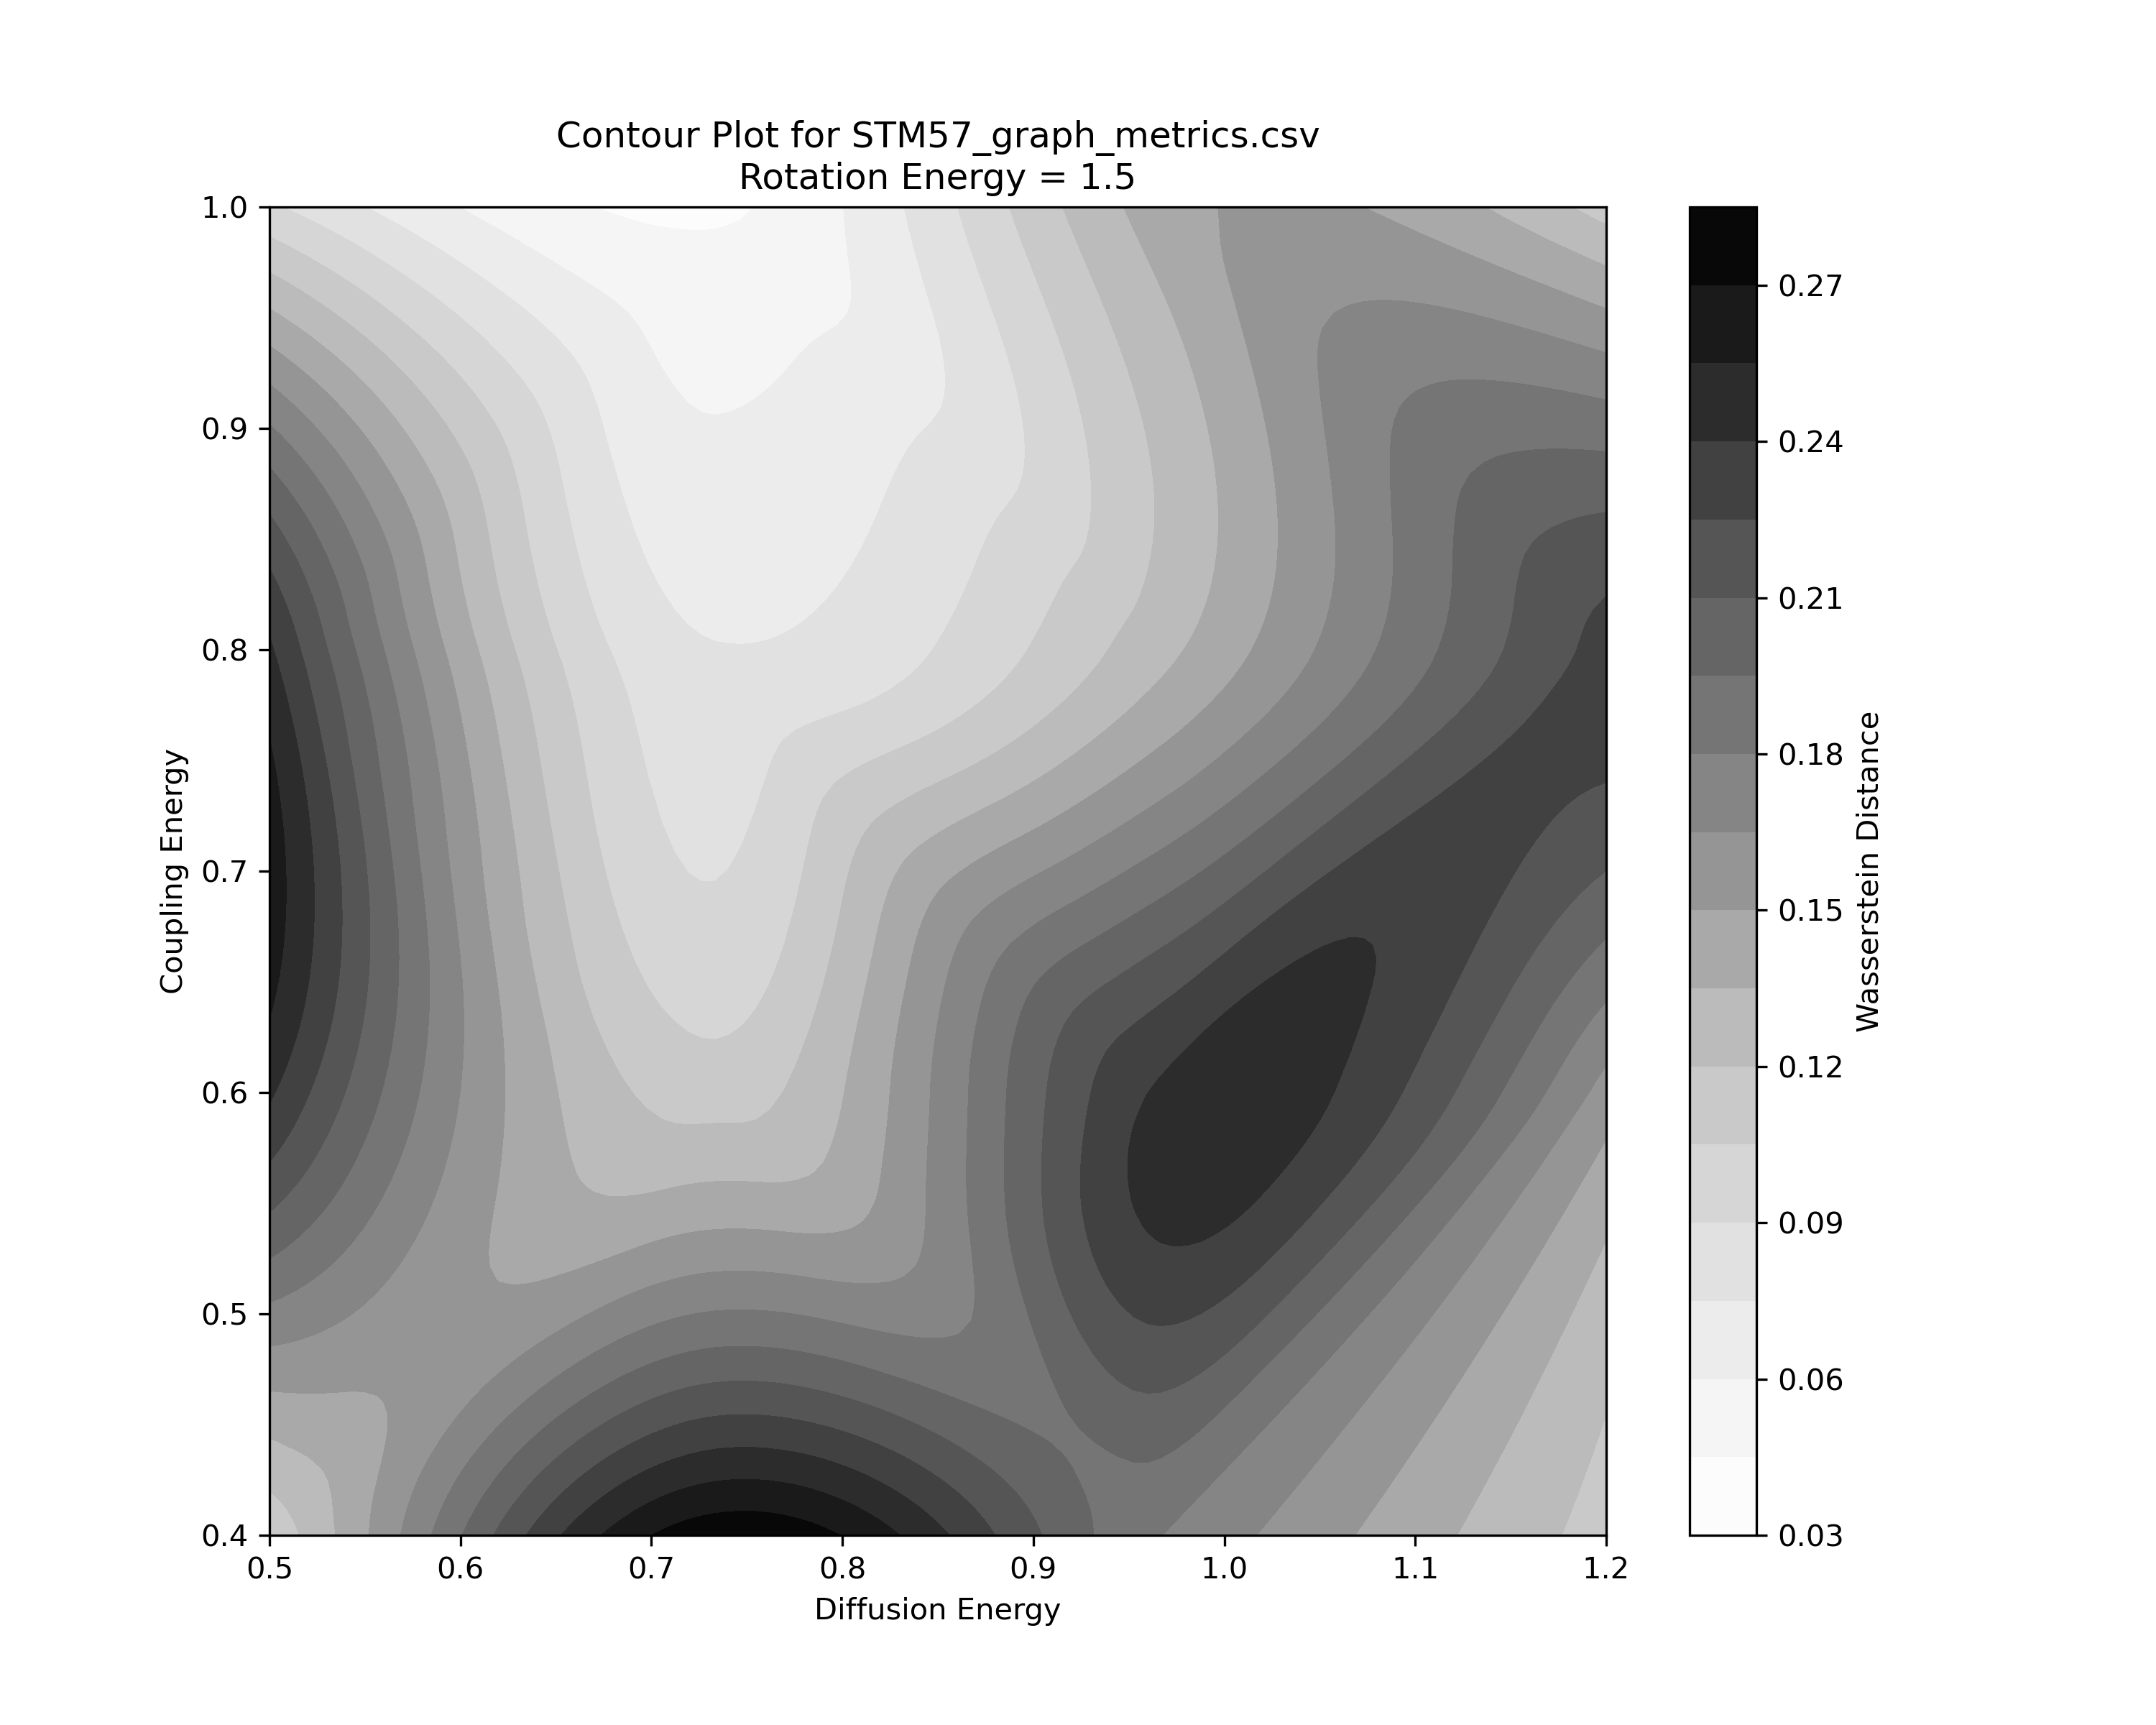 Contour Plot for STM57_graph_metrics.csv
Rotation Energy = 1.5
1.0
0.9
0.8
0.7
0.6
0.5
0.4
Coupling Energy
0.5 0.6 0.7 0.8 0.9 1.0 1.1 1.2
Diffusion Energy
0.27
0.24
0.21
0.18
0.15
0.12
0.09
0.06
0.03
Wasserstein Distance